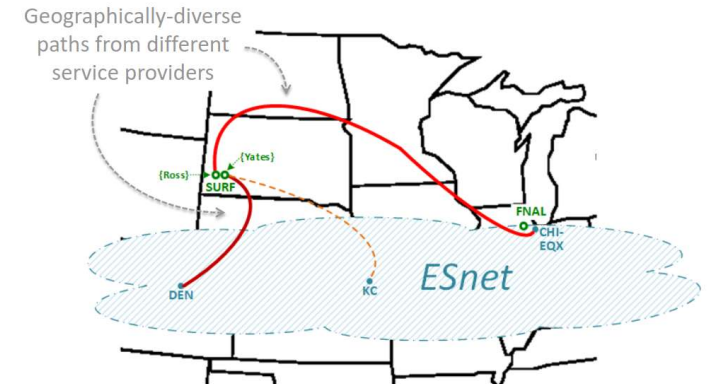 Geographically-diverse
paths from different
service providers
{Yates}
{Ross}
SURF
FNAL
CHI-
EQX
ESnet
DEN
KC